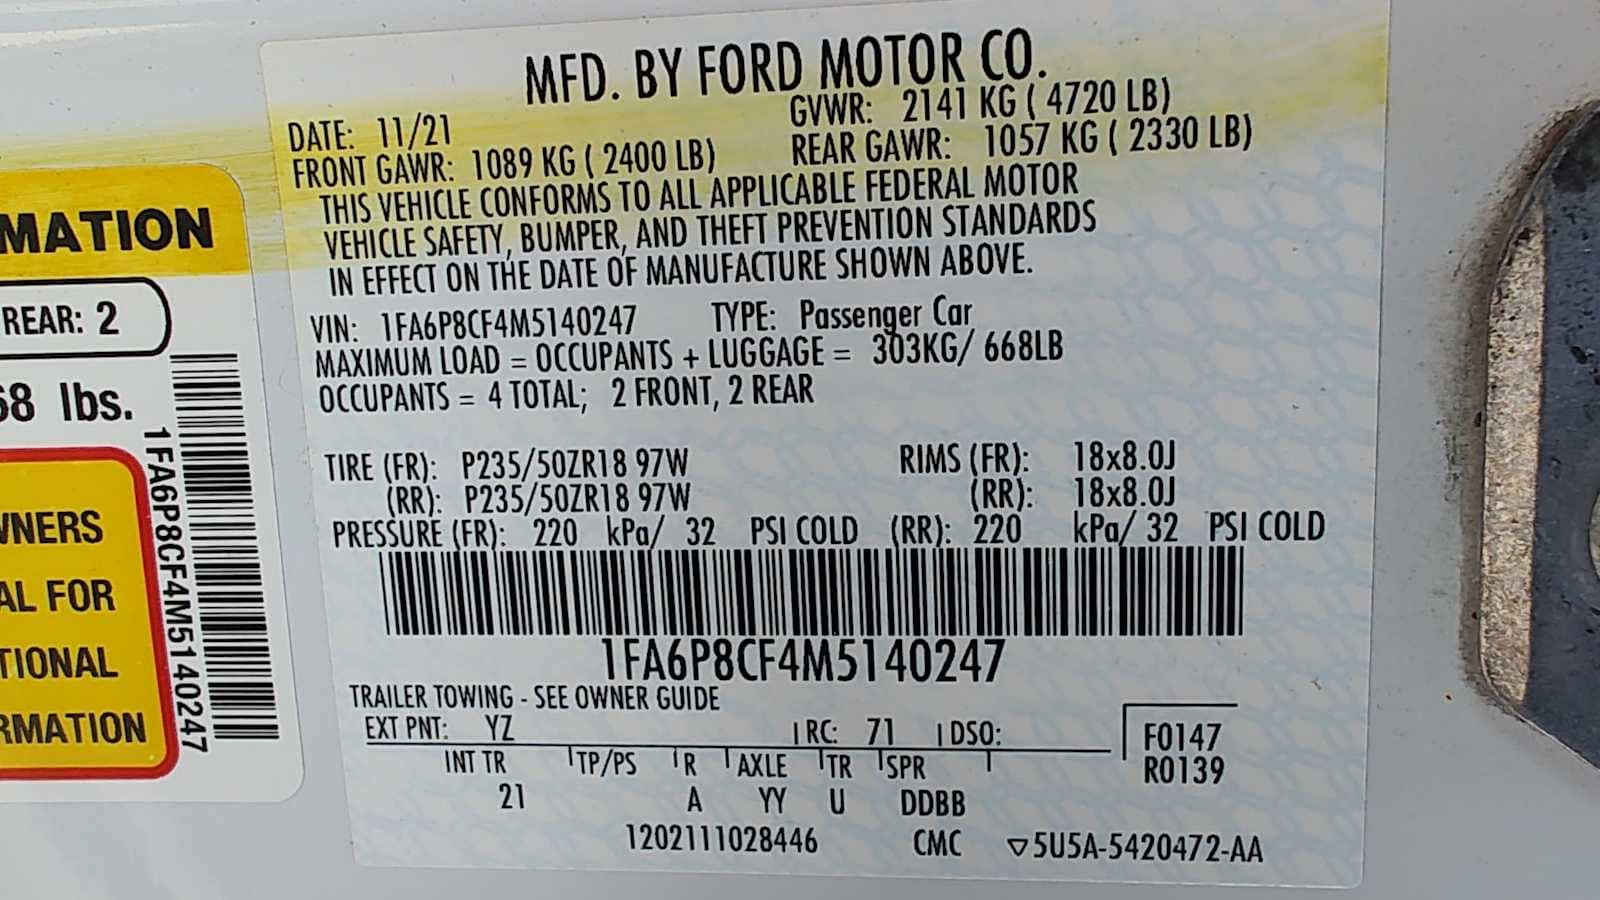 MFD. BY FORD MOTOR CO.
DATE: 11/21 GVWR: 2141 KG ( 4720 LB)
FRONT GAWR: 1089 KG ( 2400 LB) REAR GAWR: 1057 KG ( 2330 LB)
THIS VEHICLE CONFORMS TO ALL APPLICABLE FEDERAL MOTOR
VEHICLE SAFETY, BUMPER, AND THEFT PREVENTION STANDARDS
IN EFFECT ON THE DATE OF MANUFACTURE SHOWN ABOVE.
VIN: 1FA6P8CF4M5140247 TYPE: Passenger Car
MAXIMUM LOAD = OCCUPANTS + LUGGAGE = 303KG/ 668LB
OCCUPANTS = 4 TOTAL; 2 FRONT, 2 REAR
TIRE (FR): P235/50ZR18 97W RIMS (FR): 18x8.0J
(RR): P235/50ZR18 97W (RR): 18x8.0J
PRESSURE (FR): 220 kPa/ 32 PSI COLD (RR): 220 kPa/ 32 PSI COLD
1FA6P8CF4M5140247
TRAILER TOWING - SEE OWNER GUIDE
EXT PNT: YZ RC: 71 DSO: F0147
INT TR TP/PS R AXLE TR SPR R0139
21 A YY U DDBB
1202111028446 CMC ▽5U5A-5420472-AA
MATION
REAR: 2
68 lbs.
WNERS
AL FOR
TIONAL
RMATION
1FA6P8CF4M5140247